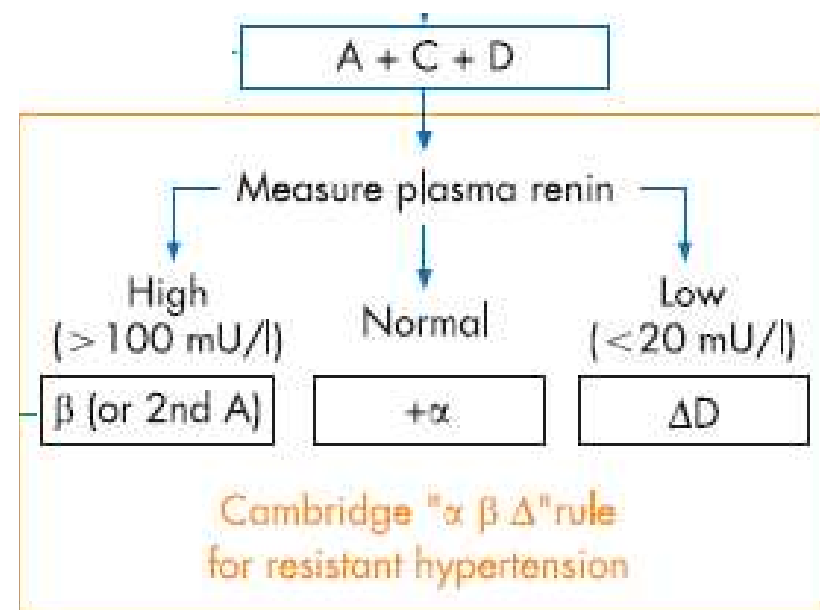 A + C + D
Measure plasma renin
High
(>100 mU/l)
Normal
Low
(<20 mU/l)
β (or 2nd A)
+α
ΔD
Cambridge "α β Δ"rule
for resistant hypertension